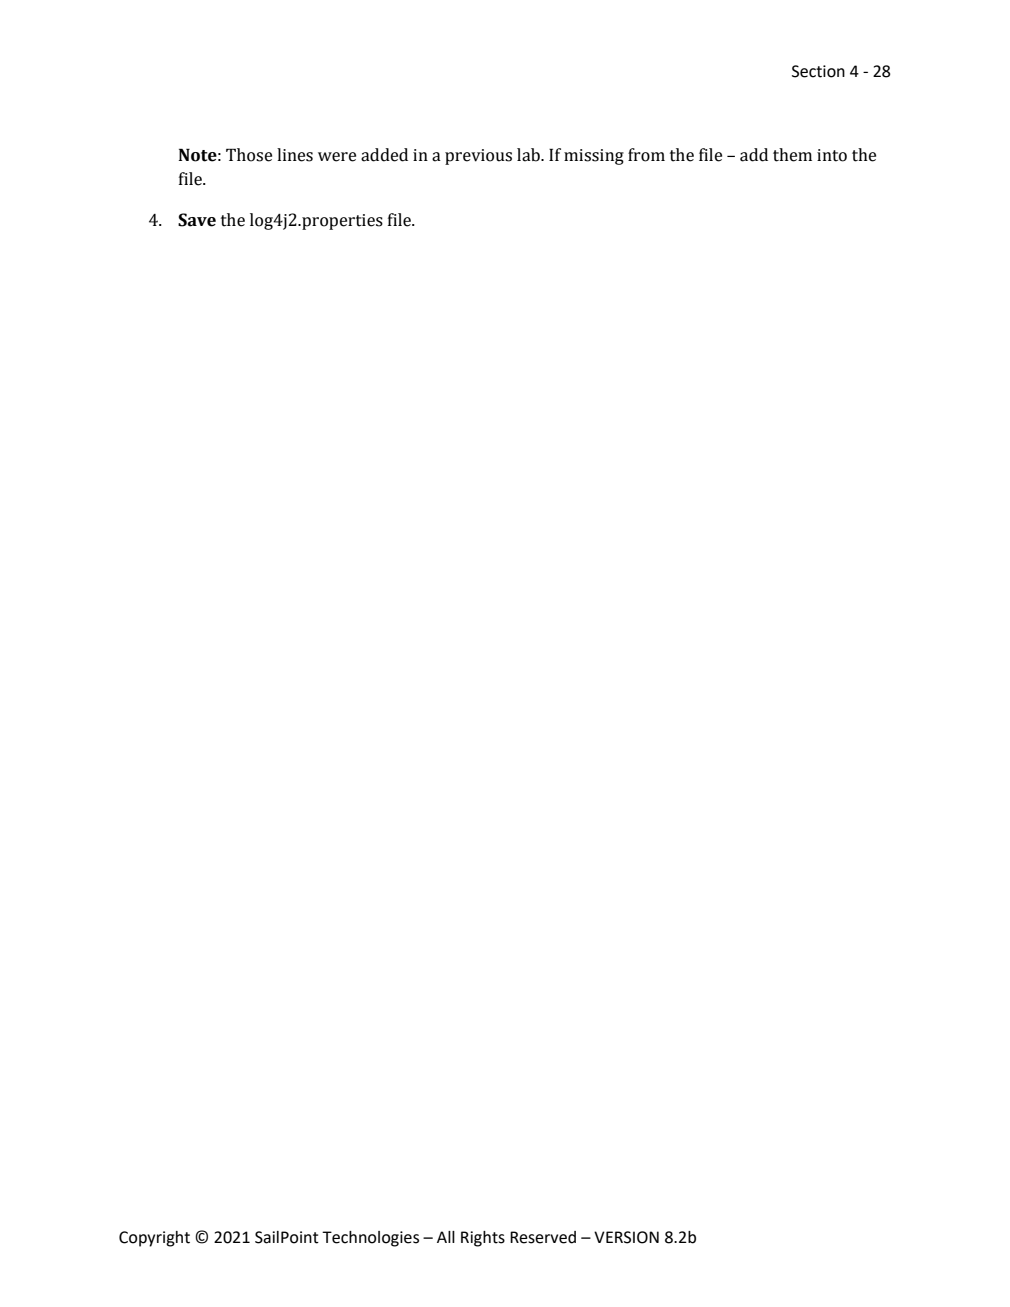 Section 4 - 28
Note: Those lines were added in a previous lab. If missing from the file – add them into the
file.
4. Save the log4j2.properties file.
Copyright © 2021 SailPoint Technologies – All Rights Reserved – VERSION 8.2b